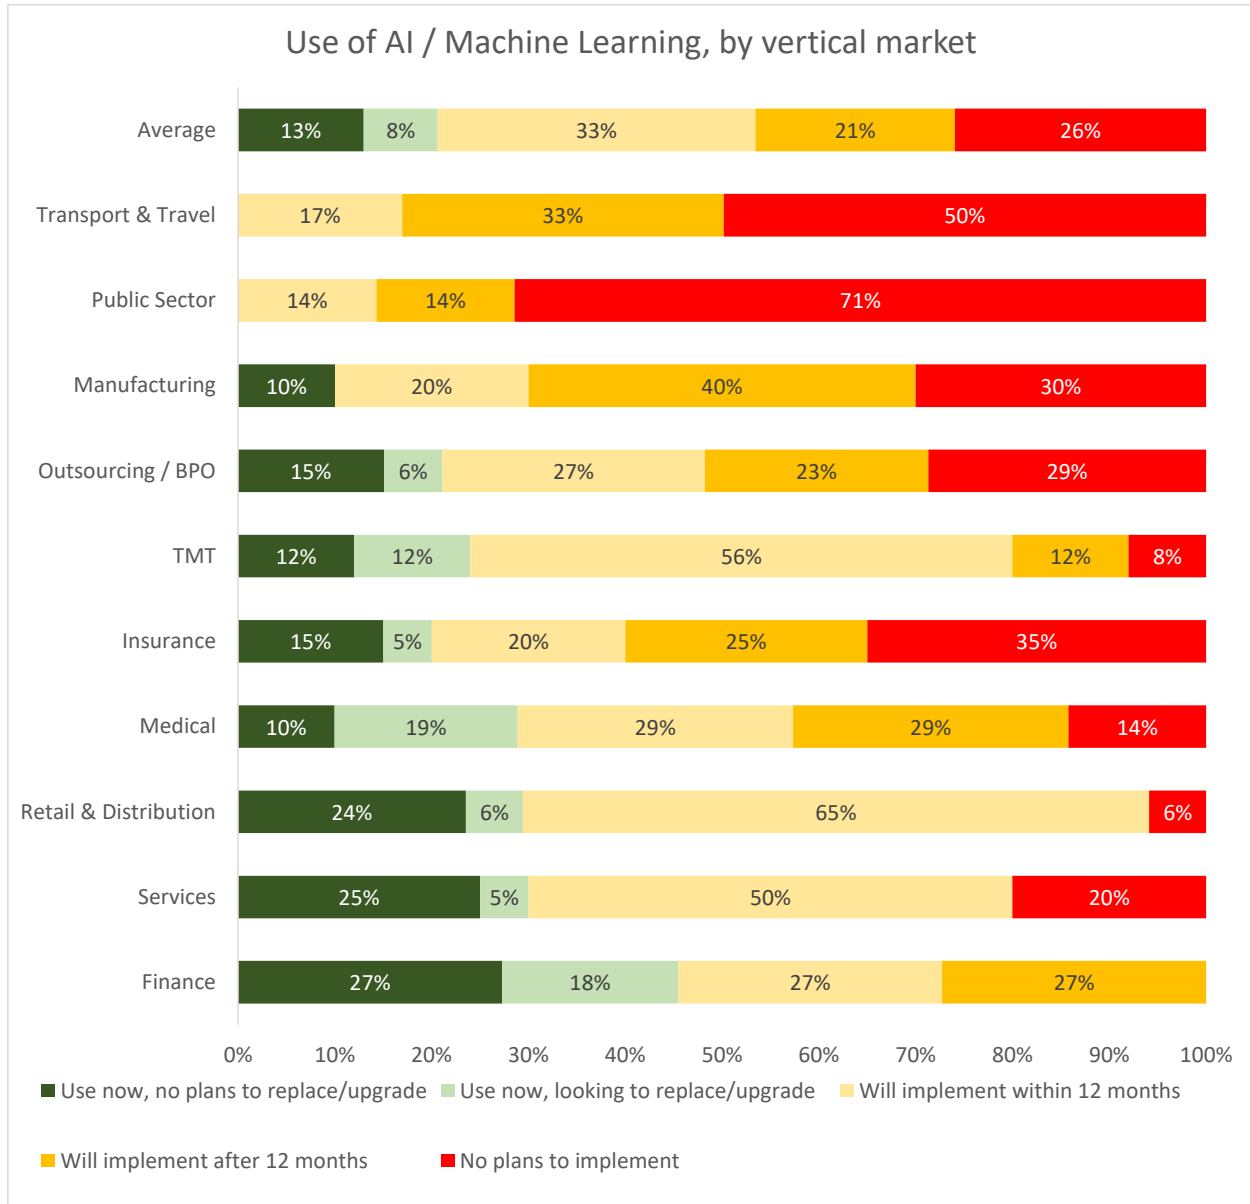 Use of AI / Machine Learning, by vertical market
Average 13% 8% 33% 21% 26%
Transport & Travel 17% 33% 50%
Public Sector 14% 14% 71%
Manufacturing 10% 20% 40% 30%
Outsourcing / BPO 15% 6% 27% 23% 29%
TMT 12% 12% 56% 12% 8%
Insurance 15% 5% 20% 25% 35%
Medical 10% 19% 29% 29% 14%
Retail & Distribution 24% 6% 65% 6%
Services 25% 5% 50% 20%
Finance 27% 18% 27% 27%
0% 10% 20% 30% 40% 50% 60% 70% 80% 90% 100%
Use now, no plans to replace/upgrade Use now, looking to replace/upgrade Will implement within 12 months
Will implement after 12 months No plans to implement